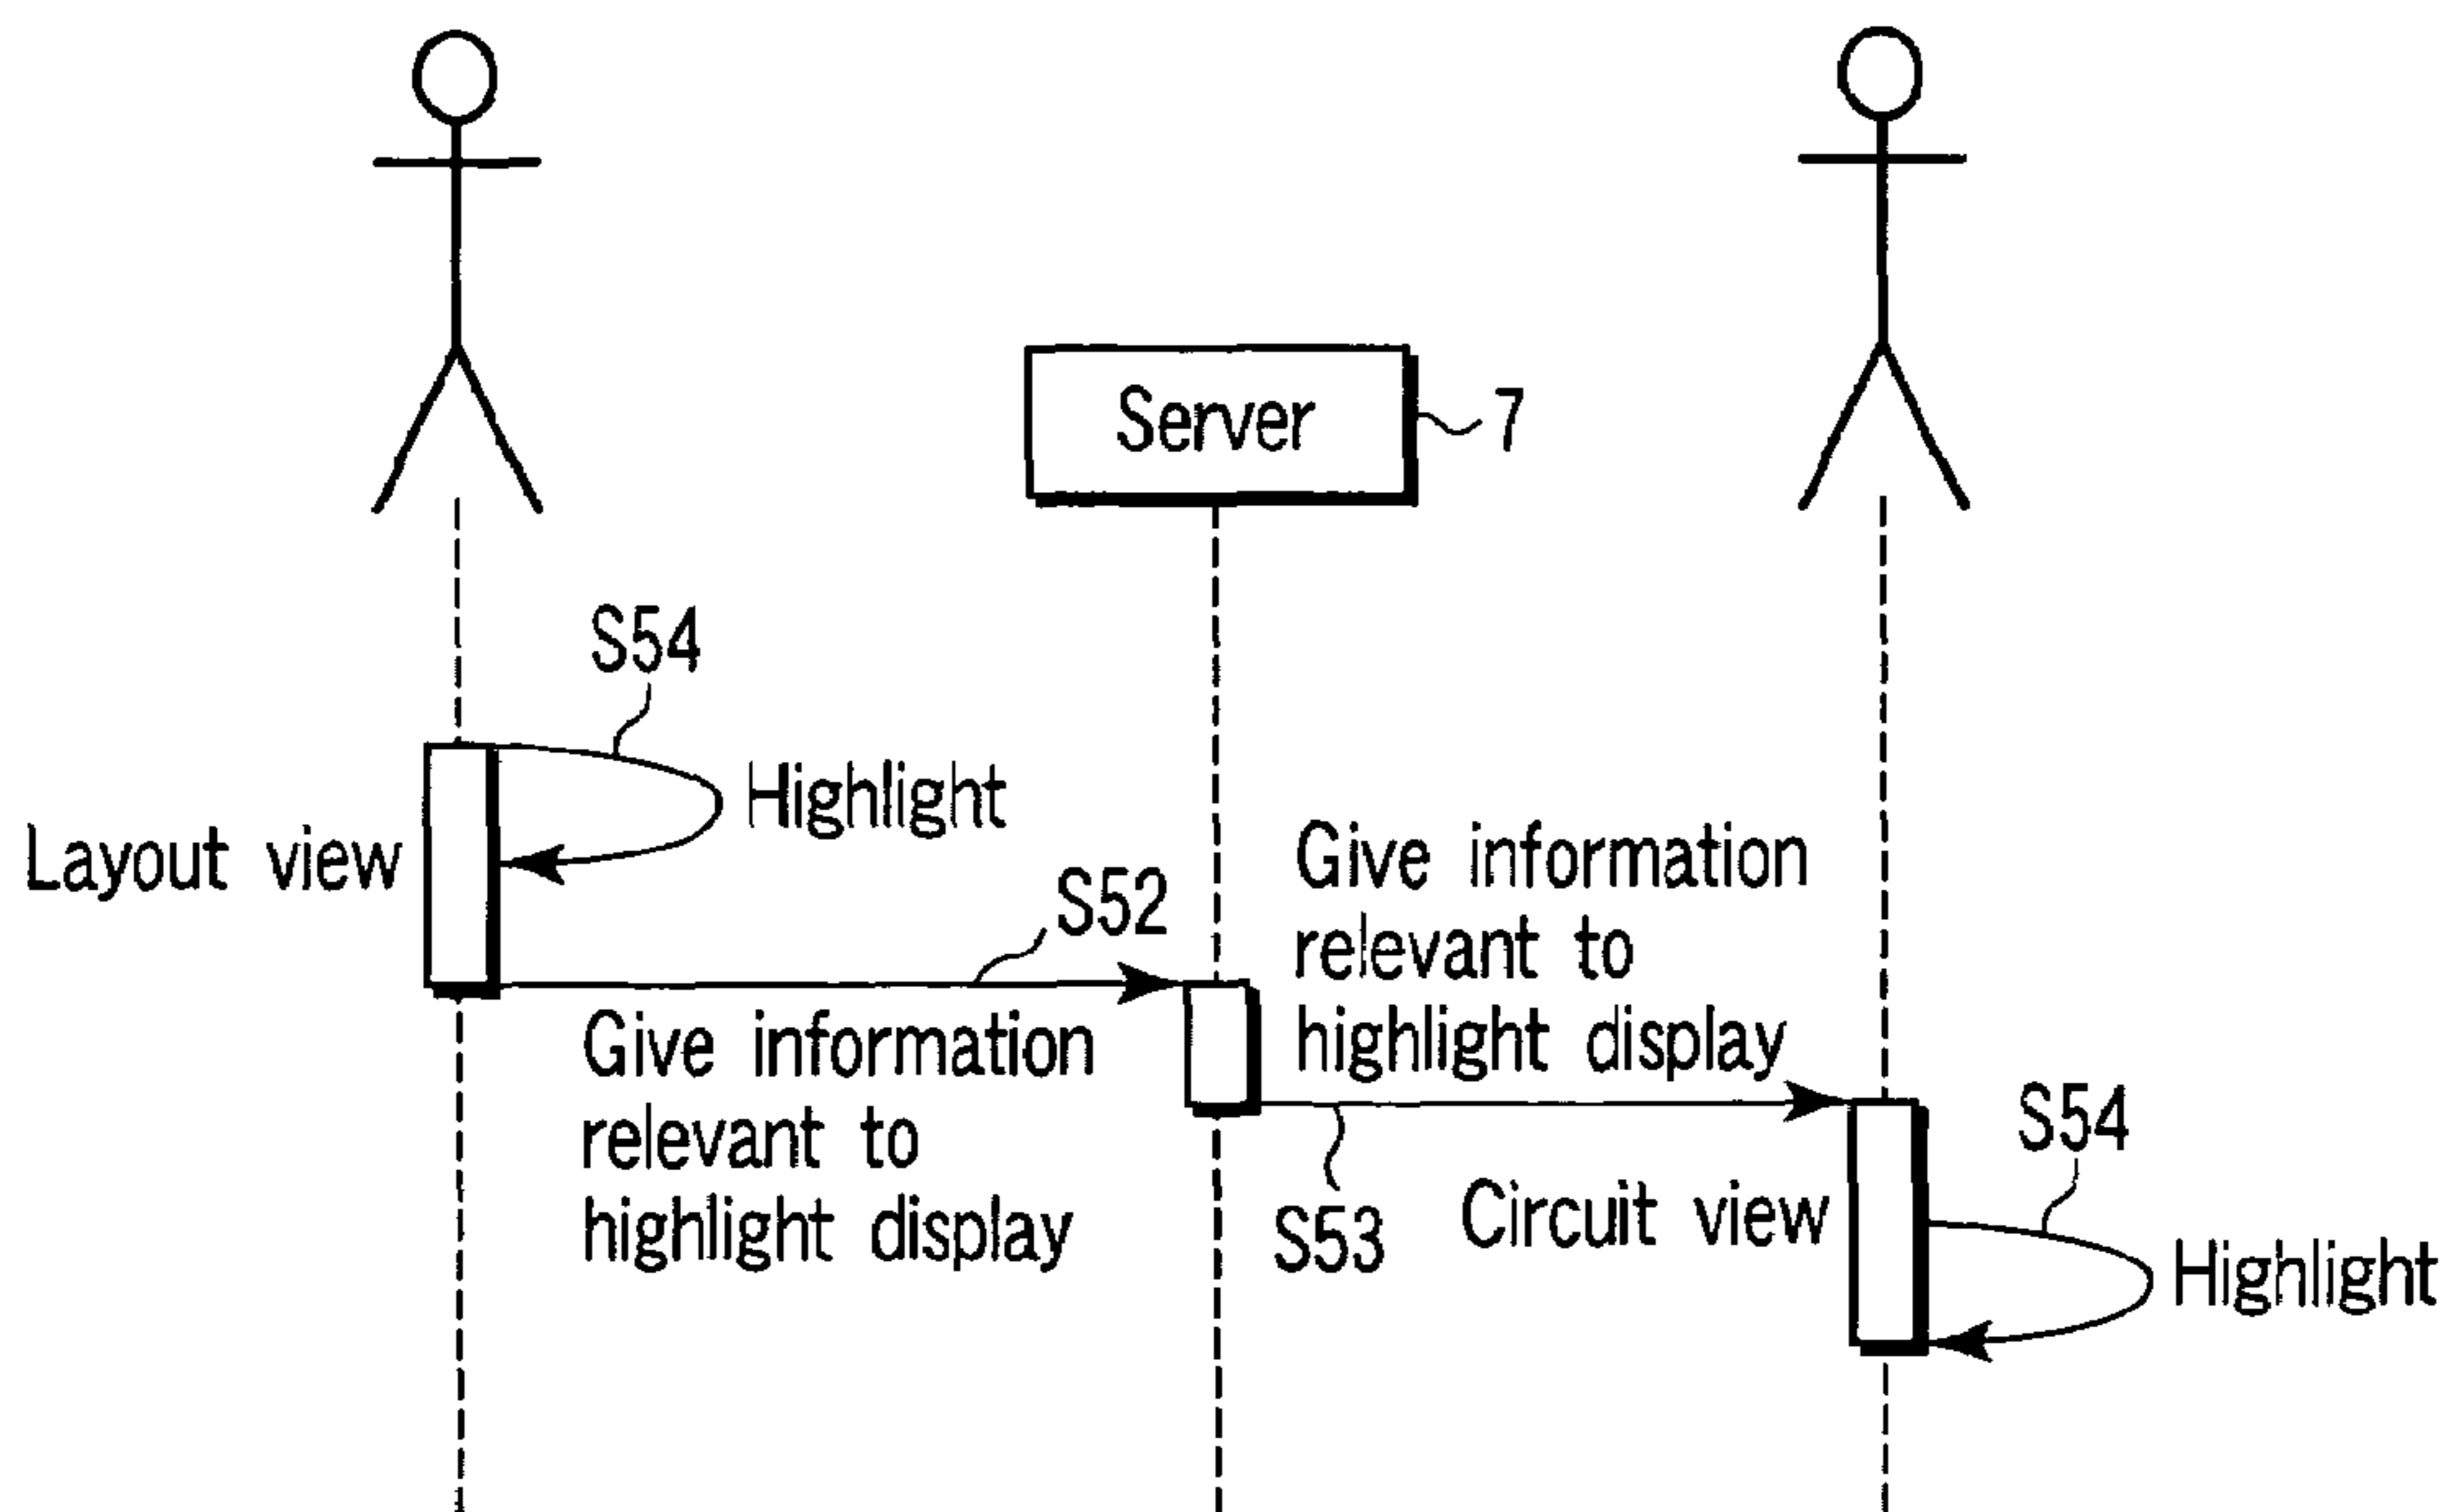 Server
7
S54
Highlight
Layout view
S52
Give information
relevant to
highlight display
Give information
relevant to
highlight display
S53
Circuit view
S54
Highlight